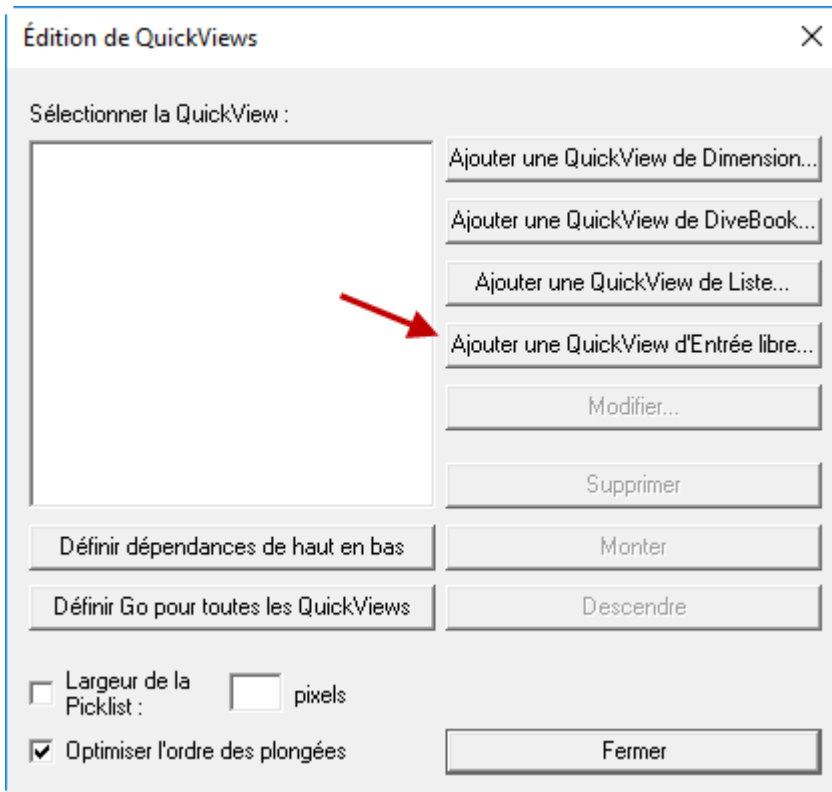 Édition de QuickViews
Sélectionner la QuickView :
Ajouter une QuickView de Dimension...
Ajouter une QuickView de DiveBook...
Ajouter une QuickView de Liste...
Ajouter une QuickView d'Entrée libre...
Modifier...
Supprimer
Définir dépendances de haut en bas
Monter
Définir Go pour toutes les QuickViews
Descendre
Largeur de la
Picklist :
pixels
Optimiser l'ordre des plongées
Fermer